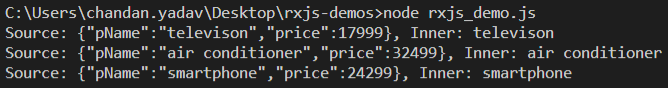 C:\Users\chandan.yadav\Desktop\rxjs-demos>node rxjs_demo.js
Source: {"pName":"televison","price":17999}, Inner: televison
Source: {"pName":"air conditioner","price":32499}, Inner: air conditioner
Source: {"pName":"smartphone","price":24299}, Inner: smartphone